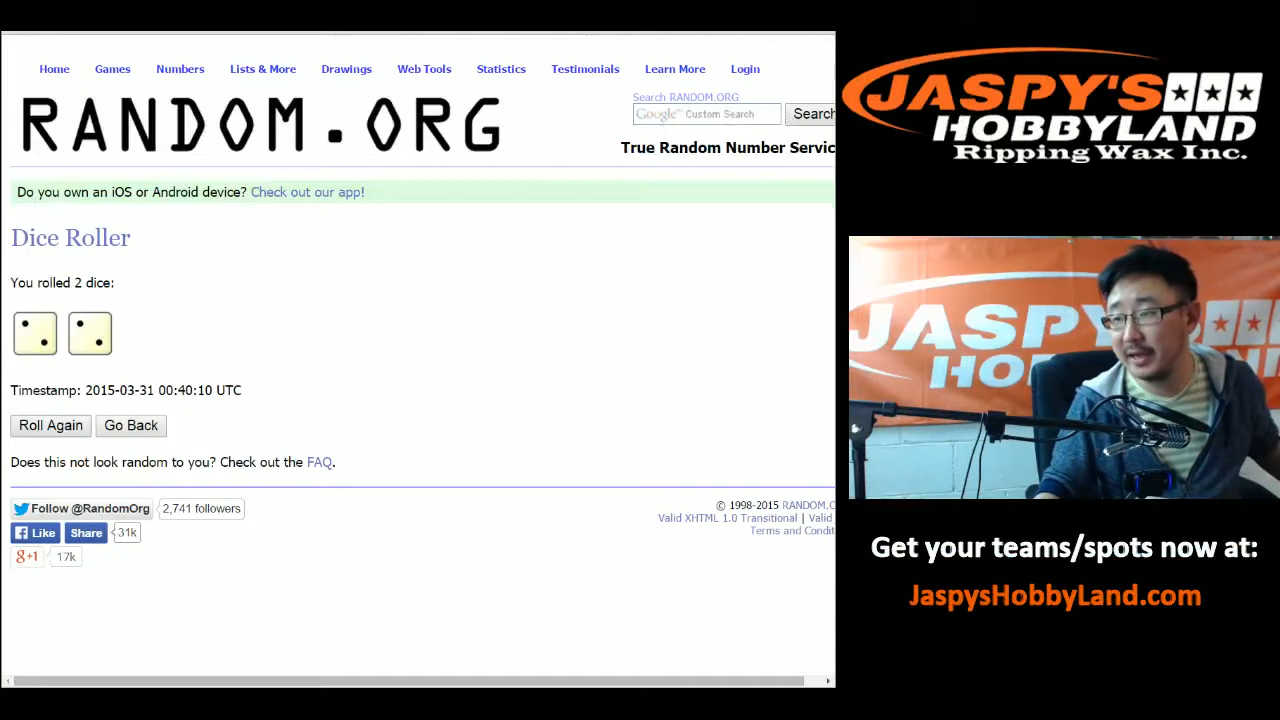 Home Games Numbers Lists & More Drawings Web Tools Statistics Testimonials Learn More Login
RANDOM.ORG
Search RANDOM.ORG
Google™ Custom Search
Search
True Random Number Servic
Do you own an iOS or Android device? Check out our app!
Dice Roller
You rolled 2 dice:
Timestamp: 2015-03-31 00:40:10 UTC
Roll Again Go Back
Does this not look random to you? Check out the FAQ.
Follow @RandomOrg 2,741 followers
Like Share 31k
g+1 17k
© 1998-2015 RANDOM.O
Valid XHTML 1.0 Transitional | Valid
Terms and Condit
JASPY'S
HOBBYLAND
Ripping Wax Inc.
JASPY'S
HO
Get your teams/spots now at:
JaspysHobbyLand.com